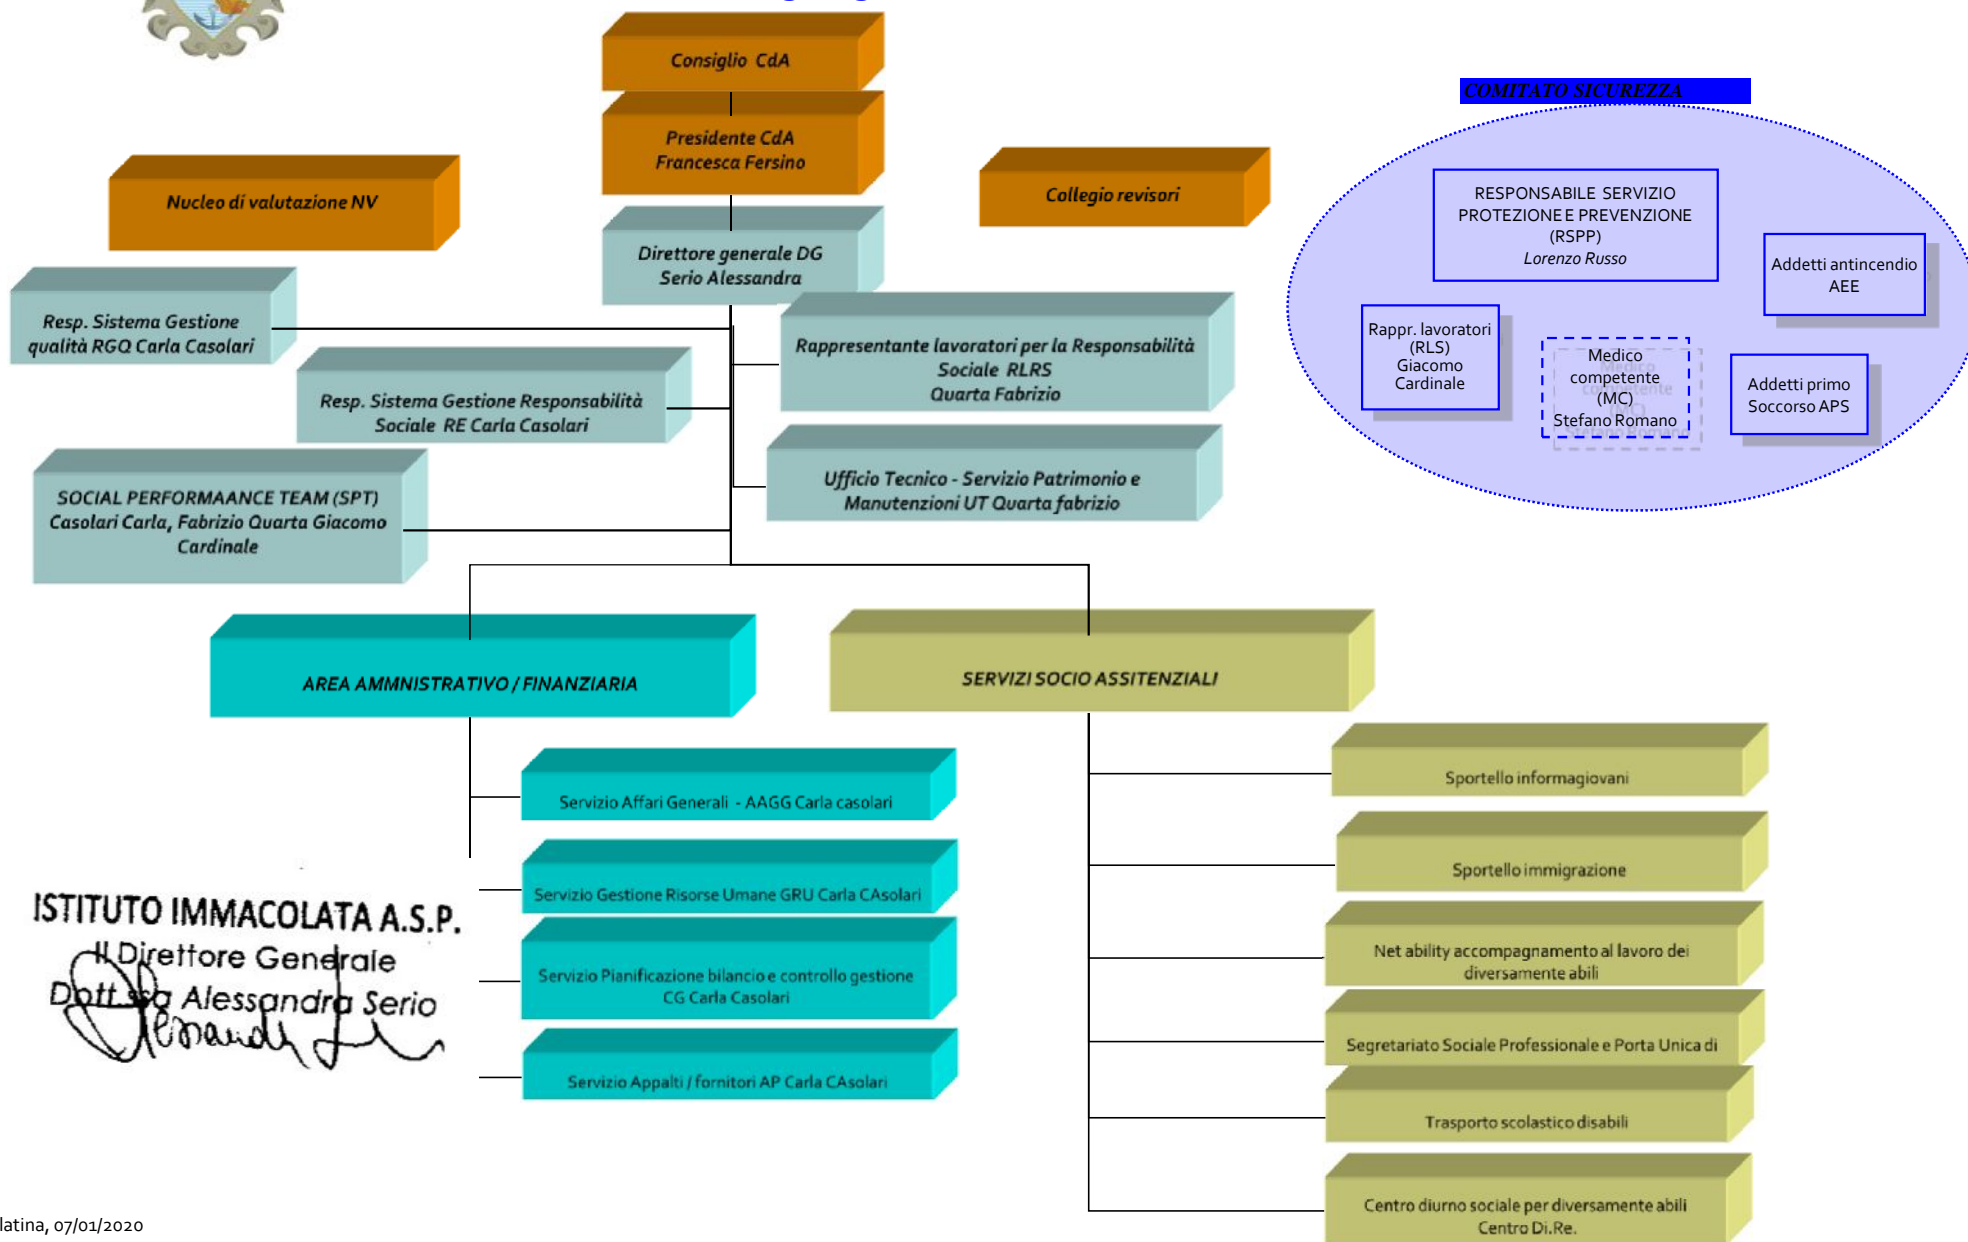 Consiglio CdA
Presidente CdA
Francesca Fersino
Nucleo di valutazione NV
Collegio revisori
Direttore generale DG
Serio Alessandra
Resp. Sistema Gestione
qualità RGQ Carla Casolari
Rappresentante lavoratori per la Responsabilità
Sociale RLRS
Quarta Fabrizio
Resp. Sistema Gestione Responsabilità
Sociale RE Carla Casolari
Ufficio Tecnico - Servizio Patrimonio e
Manutenzioni UT Quarta fabrizio
SOCIAL PERFORMAANCE TEAM (SPT)
Casolari Carla, Fabrizio Quarta Giacomo
Cardinale
COMITATO SICUREZZA
RESPONSABILE SERVIZIO
PROTEZIONE E PREVENZIONE
(RSPP)
Lorenzo Russo
Addetti antincendio
AEE
Rappr. lavoratori
(RLS)
Giacomo
Cardinale
Medico
competente
(MC)
Stefano Romano
Addetti primo
Soccorso APS
AREA AMMNISTRATIVO / FINANZIARIA
SERVIZI SOCIO ASSITENZIALI
Servizio Affari Generali - AAGG Carla casolari
Servizio Gestione Risorse Umane GRU Carla CAsolari
Servizio Pianificazione bilancio e controllo gestione
CG Carla Casolari
Servizio Appalti / fornitori AP Carla CAsolari
Sportello informagiovani
Sportello immigrazione
Net ability accompagnamento al lavoro dei
diversamente abili
Segretariato Sociale Professionale e Porta Unica di
Trasporto scolastico disabili
Centro diurno sociale per diversamente abili
Centro Di.Re.
ISTITUTO IMMACOLATA A.S.P.
Il Direttore Generale
Dott.ssa Alessandra Serio
latina, 07/01/2020